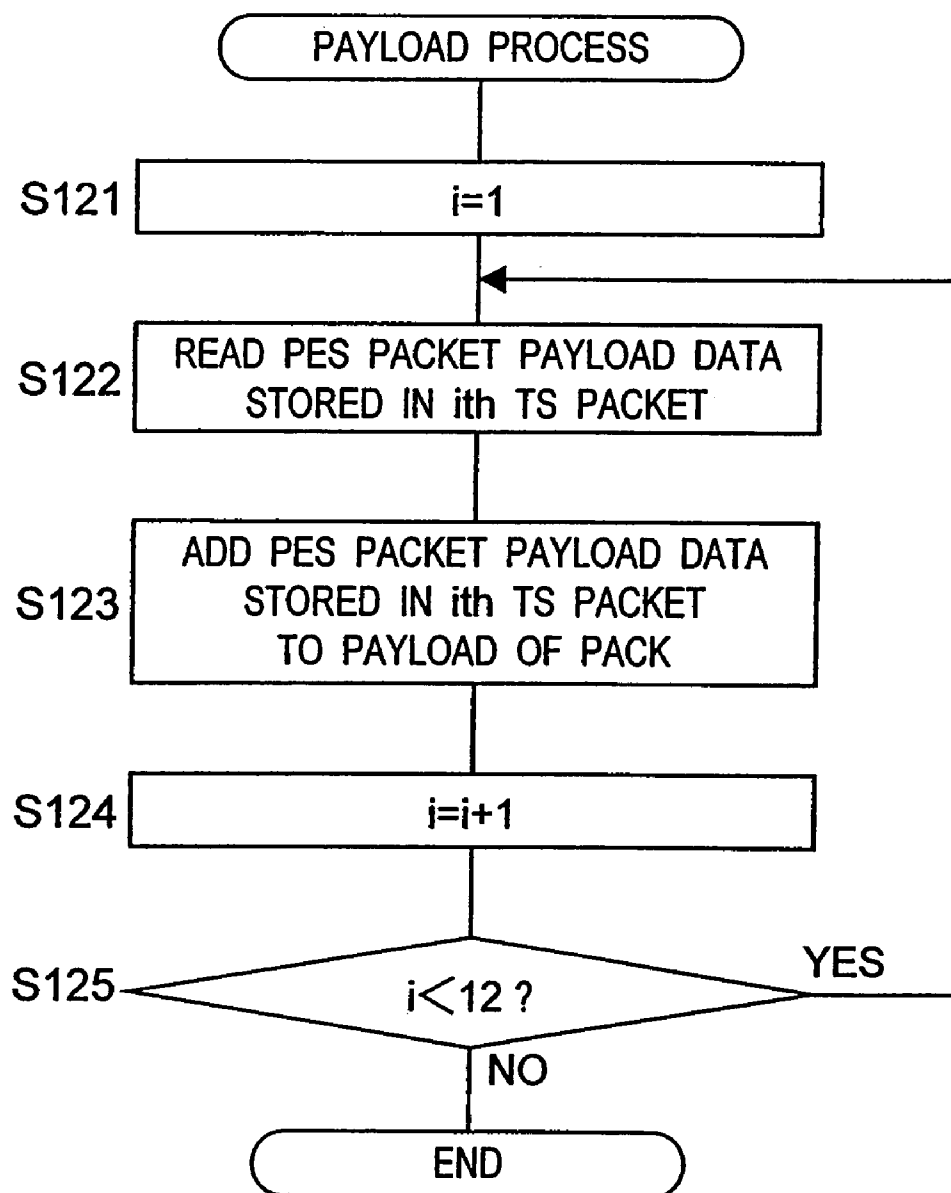 PAYLOAD PROCESS
S121
i=1
S122
READ PES PACKET PAYLOAD DATA
STORED IN ith TS PACKET
S123
ADD PES PACKET PAYLOAD DATA
STORED IN ith TS PACKET
TO PAYLOAD OF PACK
S124
i=i+1
S125
i<12 ?
YES
NO
END